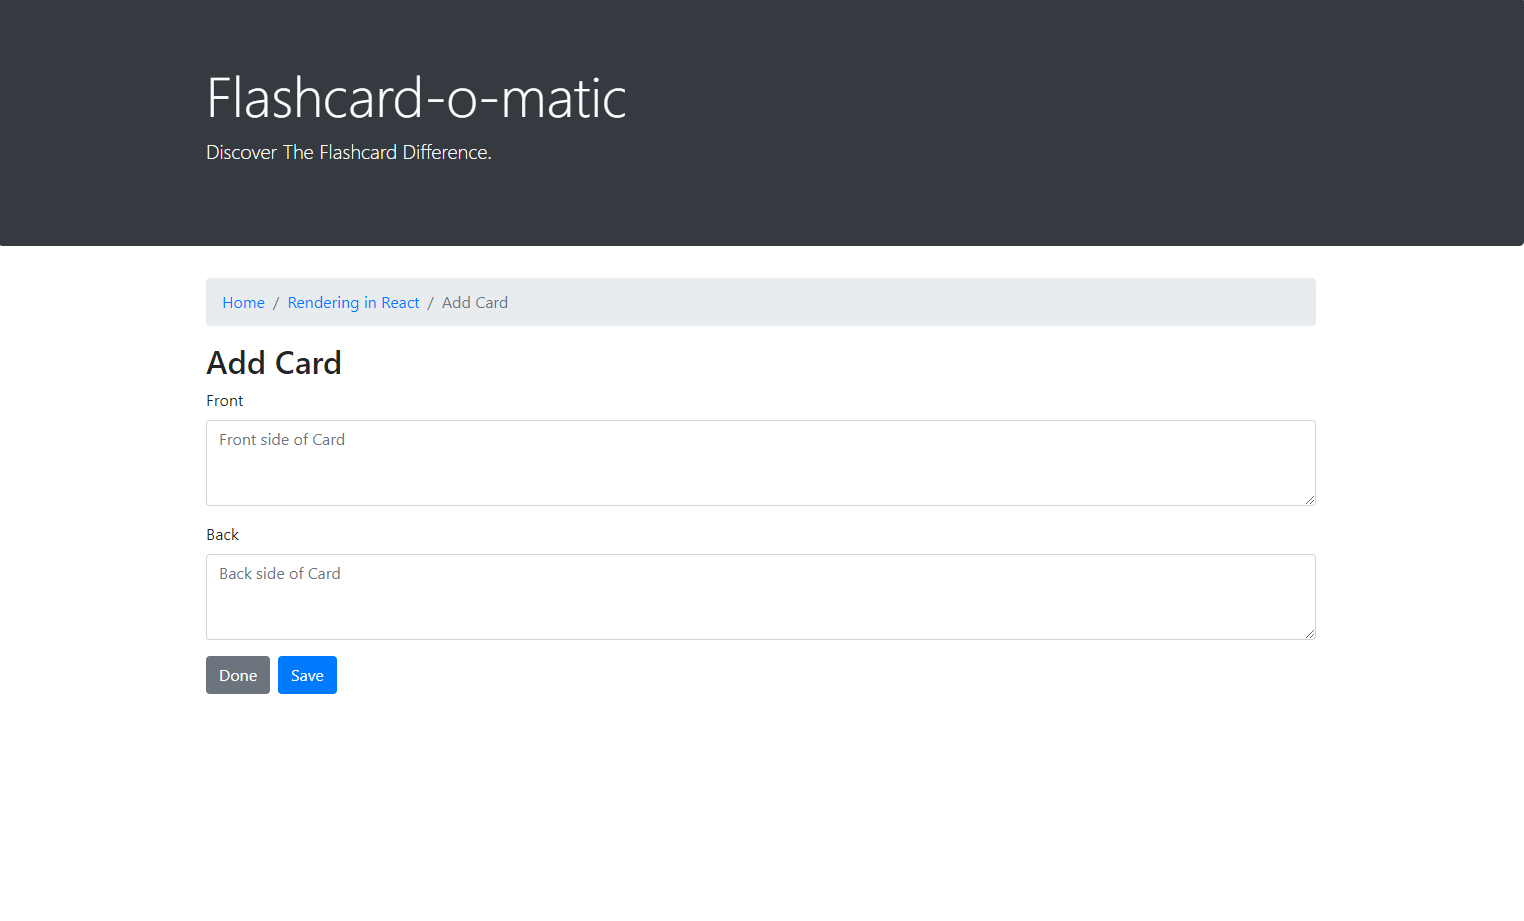 Flashcard-o-matic
Discover The Flashcard Difference.
Home / Rendering in React / Add Card
Add Card
Front
Front side of Card
Back
Back side of Card
Done Save